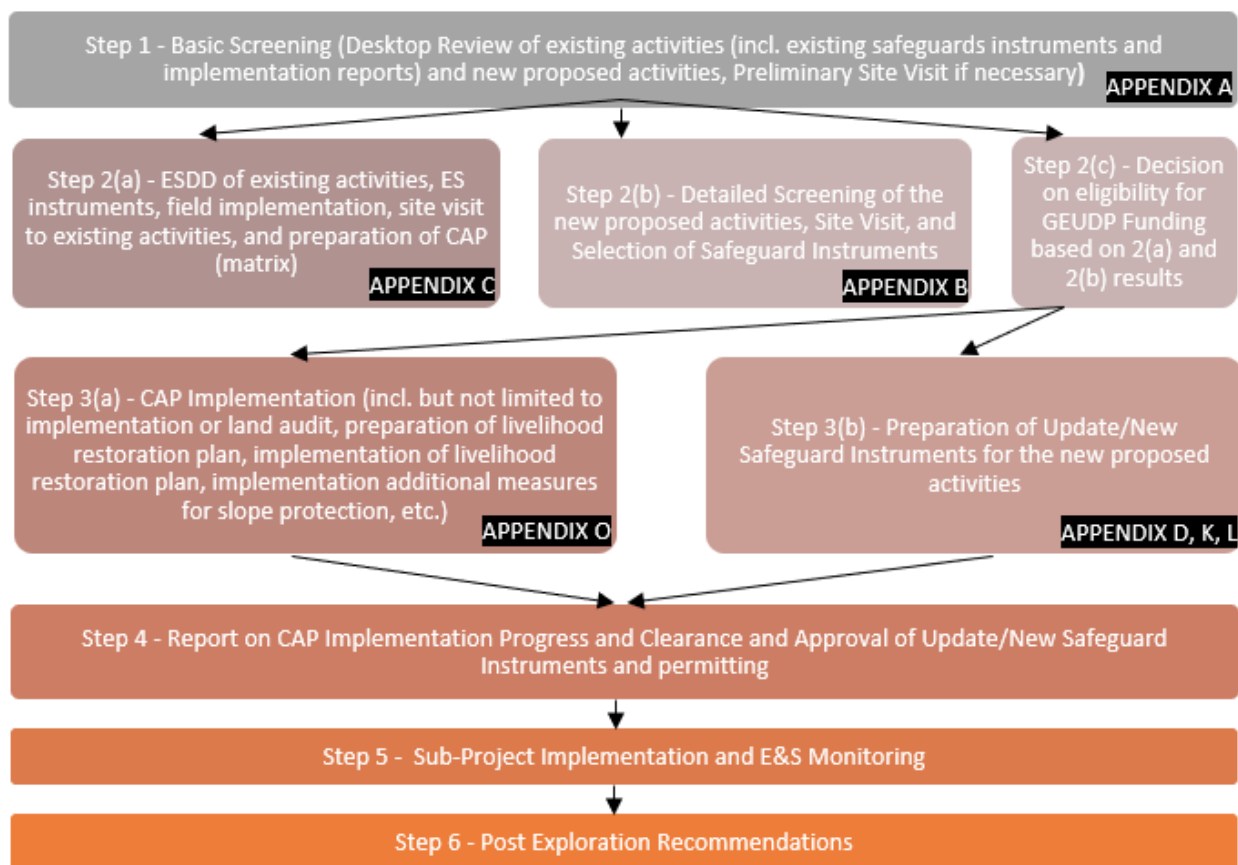 Step 1 - Basic Screening (Desktop Review of existing activities (incl. existing safeguards instruments and
implementation reports) and new proposed activities, Preliminary Site Visit if necessary)
APPENDIX A
Step 2(a) - ESDD of existing activities, ES
instruments, field implementation, site visit
to existing activities, and preparation of CAP
(matrix)
APPENDIX C
Step 2(b) - Detailed Screening of the
new proposed activities, Site Visit, and
Selection of Safeguard Instruments
APPENDIX B
Step 2(c) - Decision
on eligibility for
GEUDP Funding
based on 2(a) and
2(b) results
Step 3(a) - CAP Implementation (incl. but not limited to
implementation or land audit, preparation of livelihood
restoration plan, implementation of livelihood
restoration plan, implementation additional measures
for slope protection, etc.)
APPENDIX O
Step 3(b) - Preparation of Update/New
Safeguard Instruments for the new proposed
activities
APPENDIX D, K, L
Step 4 - Report on CAP Implementation Progress and Clearance and Approval of Update/New Safeguard
Instruments and permitting
Step 5 - Sub-Project Implementation and E&S Monitoring
Step 6 - Post Exploration Recommendations